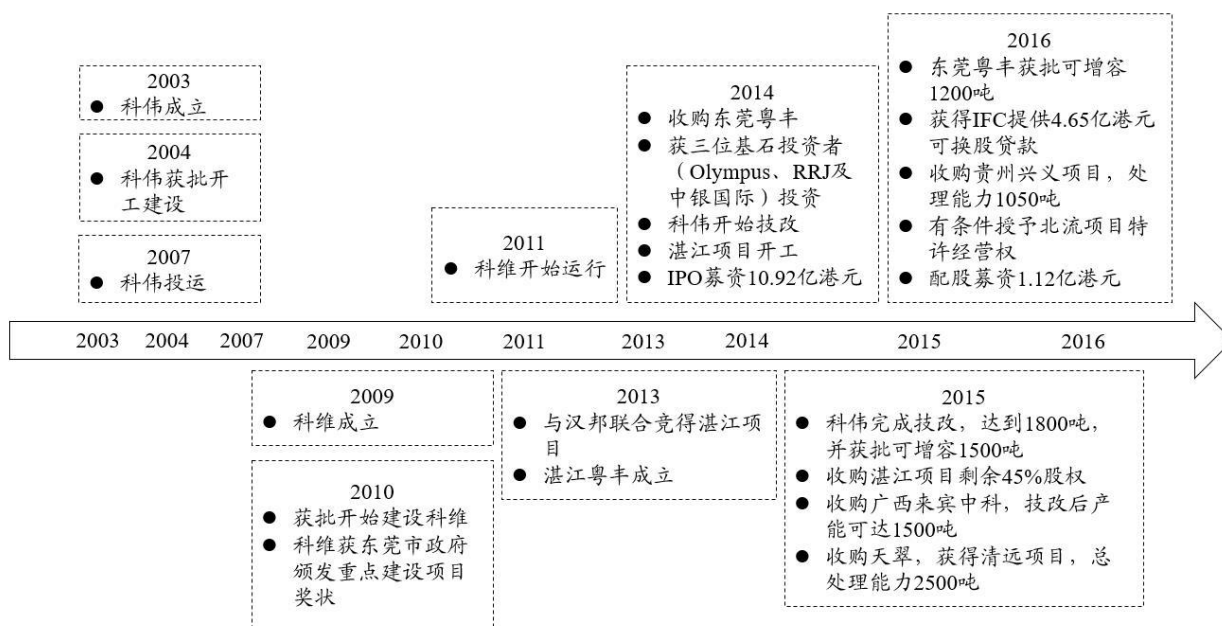 2003
● 科伟成立
2004
● 科伟获批开
工建设
2007
● 科伟投运
2011
● 科维开始运行
2014
● 收购东莞粤丰
● 获三位基石投资者
（Olympus、RRJ及
中银国际）投资
● 科伟开始技改
● 湛江项目开工
● IPO募资10.92亿港元
2016
● 东莞粤丰获批可增容
1200吨
● 获得IFC提供4.65亿港元
可换股贷款
● 收购贵州兴义项目，处
理能力1050吨
● 有条件授予北流项目特
许经营权
● 配股募资1.12亿港元
2003 2004 2007 2009 2010 2011 2013 2014 2015 2016
2009
● 科维成立
2010
● 获批开始建设科维
● 科维获东莞市政府
颁发重点建设项目
奖状
2013
● 与汉邦联合竞得湛江项
目
● 湛江粤丰成立
2015
● 科伟完成技改，达到1800吨，
并获批可增容1500吨
● 收购湛江项目剩余45%股权
● 收购广西来宾中科，技改后产
能可达1500吨
● 收购天翠，获得清远项目，总
处理能力2500吨